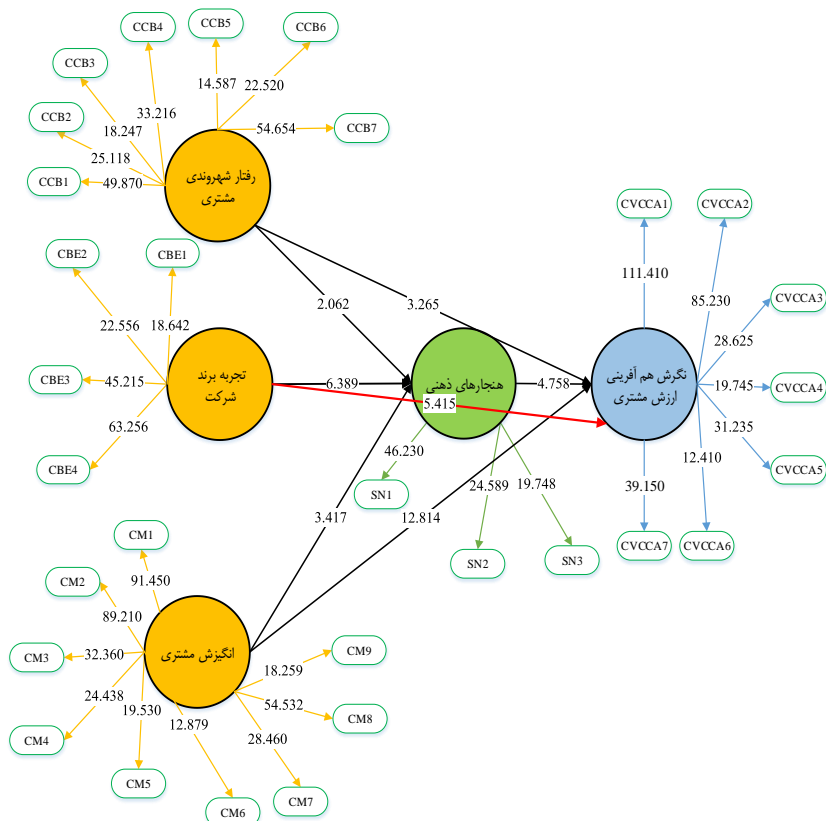 CCB5
CCB6
CCB4
CCB3
14.587
22.520
33.216
CCB2
18.247
54.654
CCB7
25.118
CCB1
49.870
رفتار شهروندی
مشتری
CVCCA1
CVCCA2
CBE2
CBE1
111.410
85.230
CVCCA3
2.062
3.265
22.556
18.642
28.625
CBE3
45.215
تجربه برند
شرکت
6.389
هنجارهای ذهنی
4.758
نگرش هم آفرینی
ارزش مشتری
19.745
CVCCA4
5.415
63.256
31.235
CBE4
46.230
12.410
CVCCA5
SN1
24.589
19.748
39.150
3.417
12.814
CM1
SN2
SN3
CVCCA7
CVCCA6
CM2
91.450
89.210
CM3
32.360
انگیزش مشتری
CM9
18.259
24.438
19.530
54.532
CM8
CM4
12.879
28.460
CM5
CM6
CM7